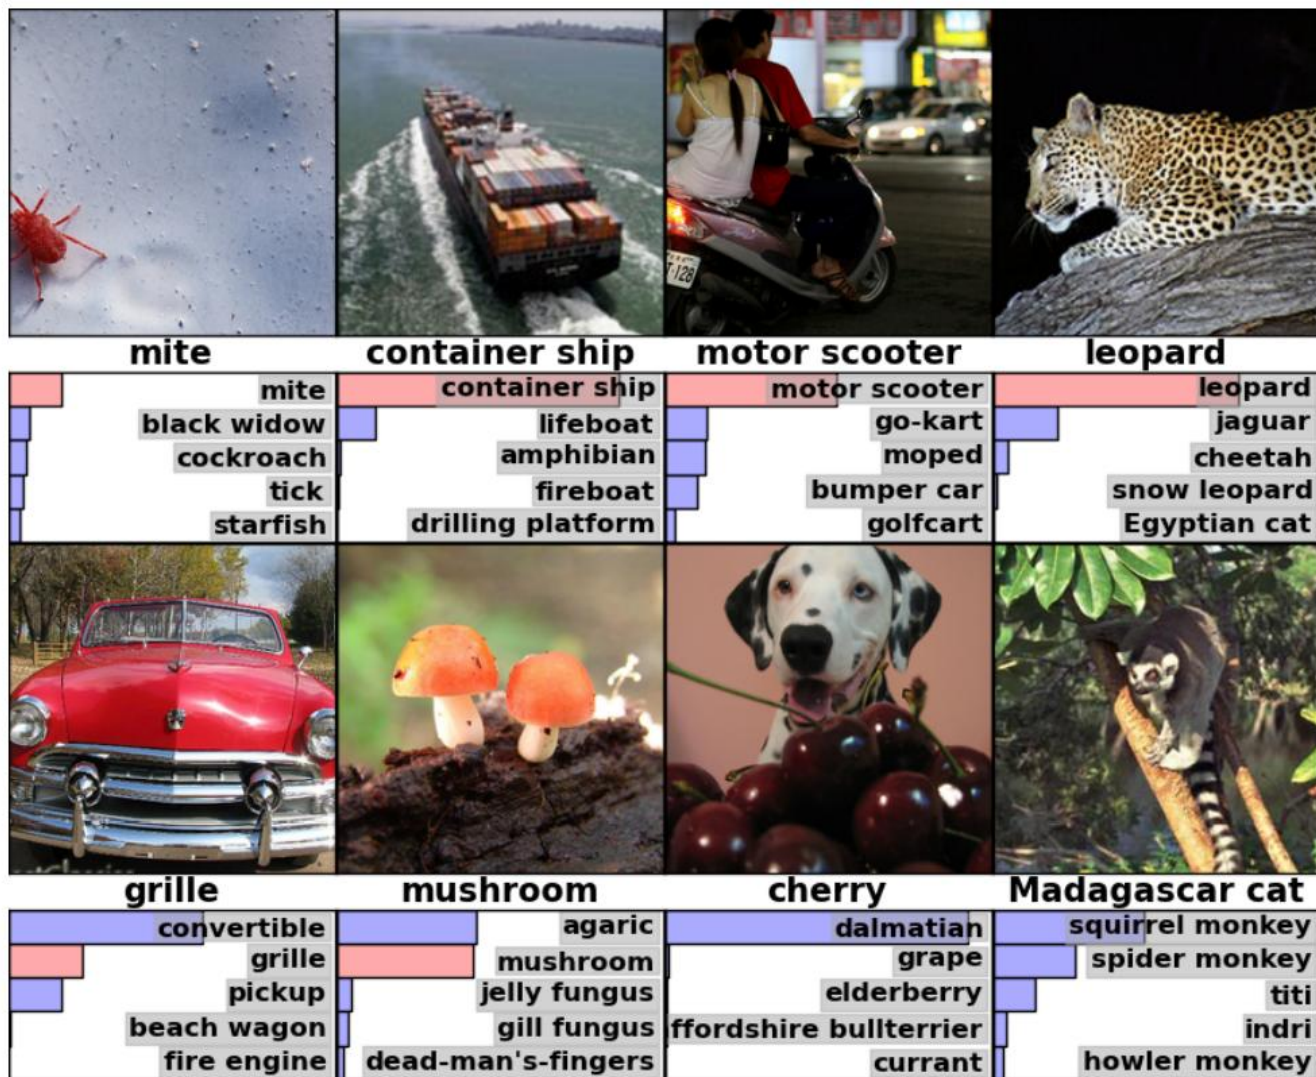 T-128
mite
container ship
motor scooter
leopard
mite
black widow
cockroach
tick
starfish
container ship
lifeboat
amphibian
fireboat
drilling platform
motor scooter
go-kart
moped
bumper car
golfcart
leopard
jaguar
cheetah
snow leopard
Egyptian cat
grille
mushroom
cherry
Madagascar cat
convertible
grille
pickup
beach wagon
fire engine
agaric
mushroom
jelly fungus
gill fungus
dead-man's-fingers
dalmatian
grape
elderberry
ffordshire bullterrier
currant
squirrel monkey
spider monkey
titi
indri
howler monkey